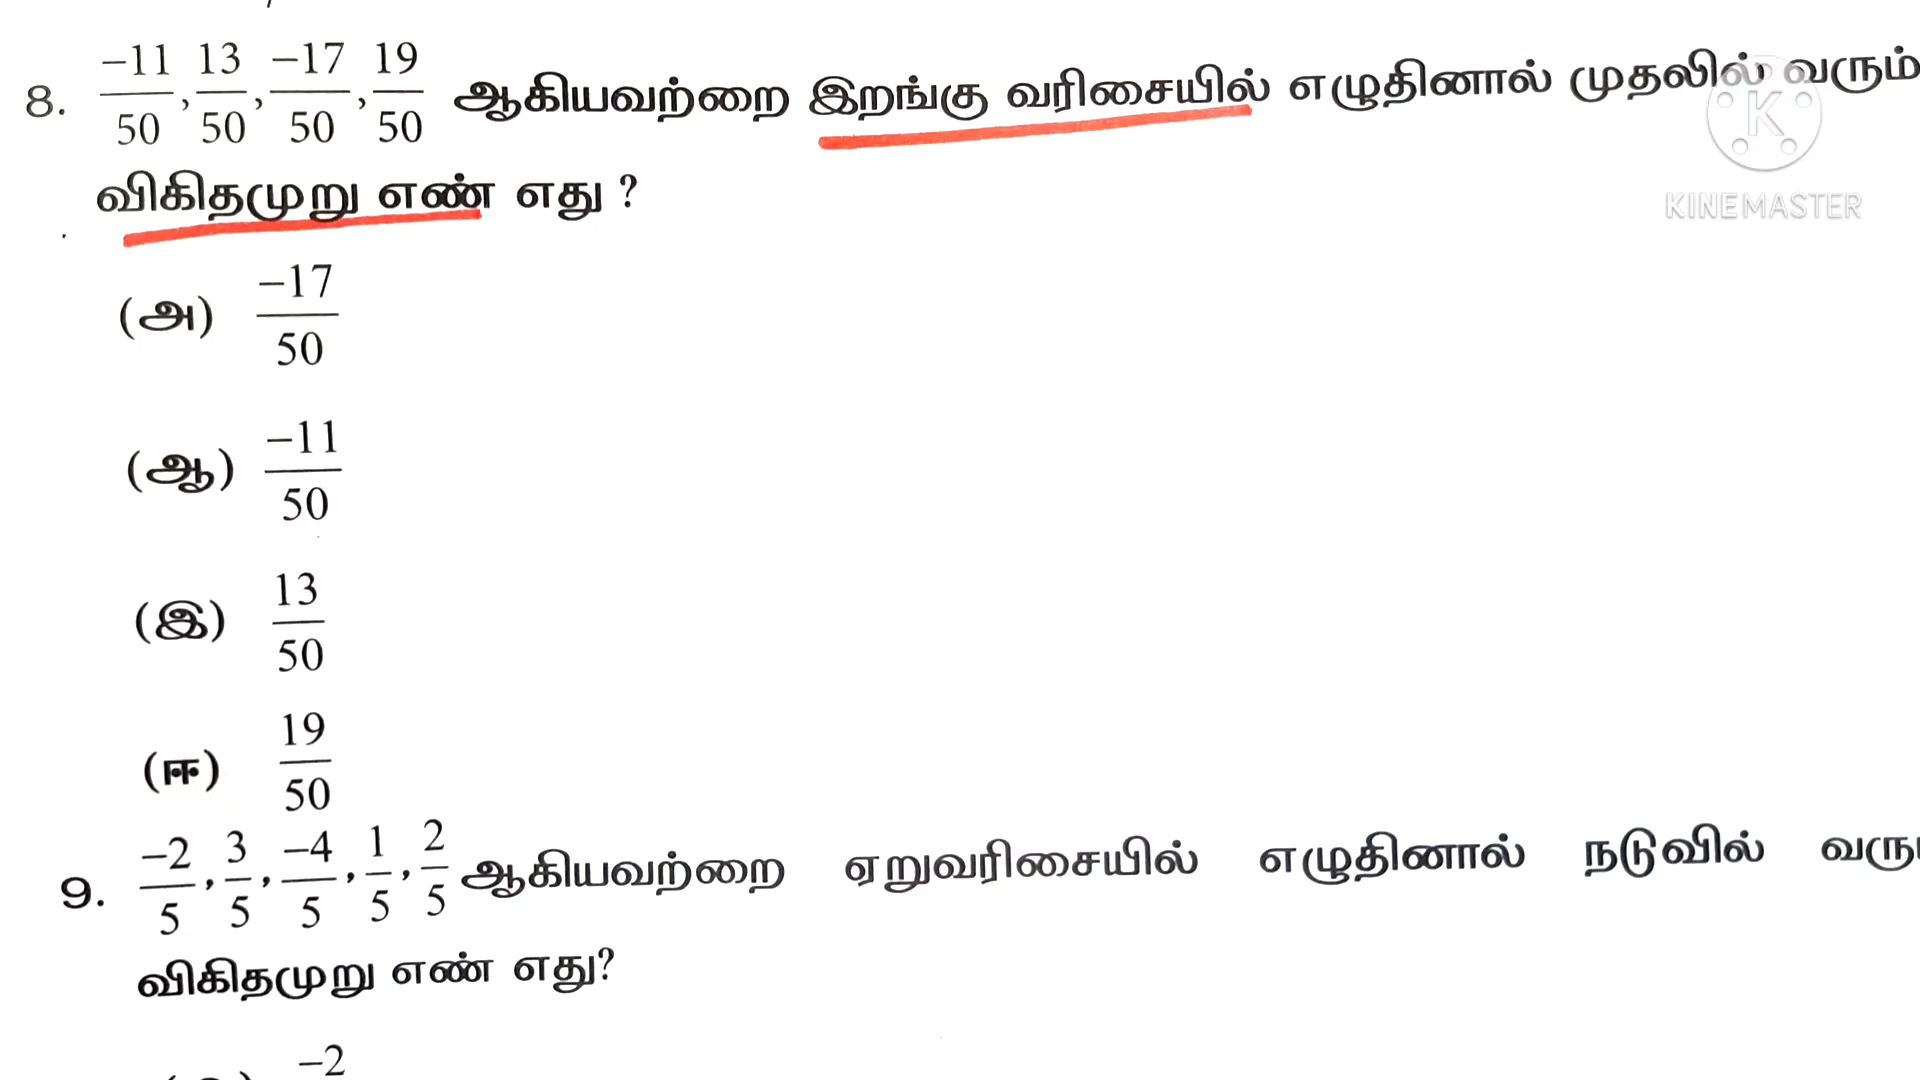 8. -11/50, 13/50, -17/50, 19/50 ஆகியவற்றை இறங்கு வரிசையில் எழுதினால் முதலில் வரும்
விகிதமுறு எண் எது ?
KINEMASTER
(அ) -17/50
(ஆ) -11/50
(இ) 13/50
(ஈ) 19/50
9. -2/5, 3/5, -4/5, 1/5, 2/5 ஆகியவற்றை ஏறுவரிசையில் எழுதினால் நடுவில்
விகிதமுறு எண் எது?
-2